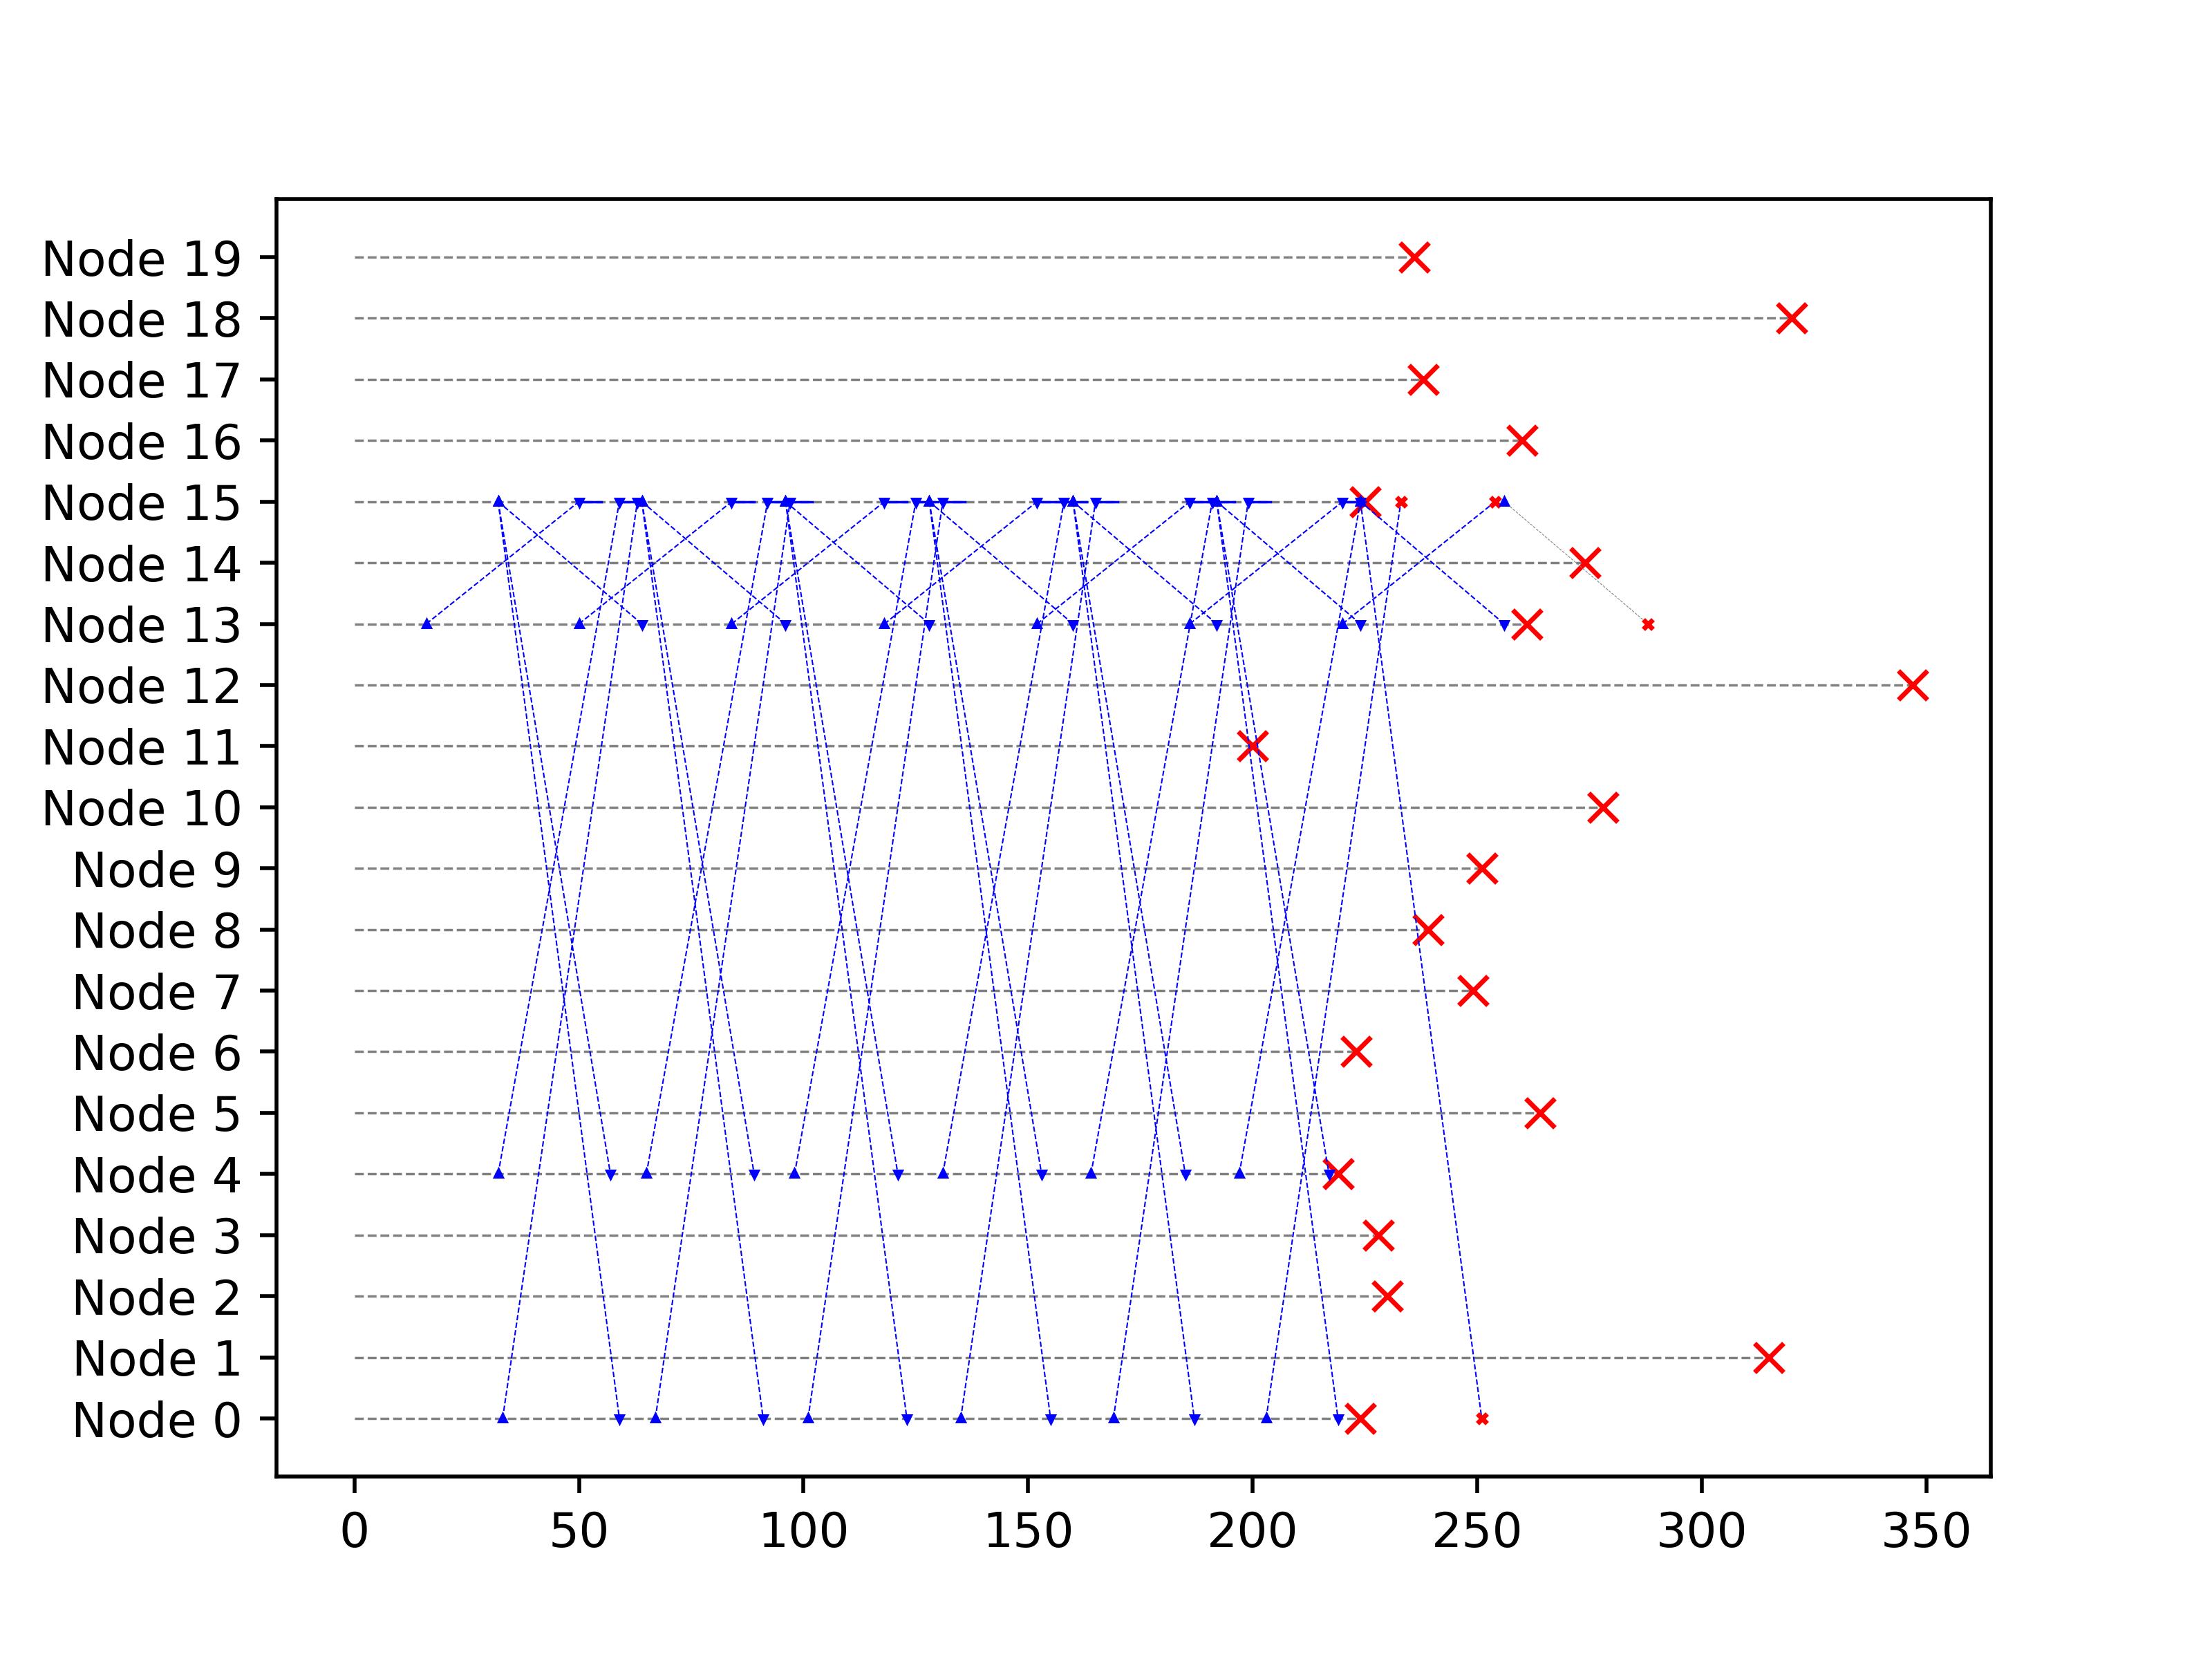 Node 19
Node 18
Node 17
Node 16
Node 15
Node 14
Node 13
Node 12
Node 11
Node 10
Node 9
Node 8
Node 7
Node 6
Node 5
Node 4
Node 3
Node 2
Node 1
Node 0
0 50 100 150 200 250 300 350